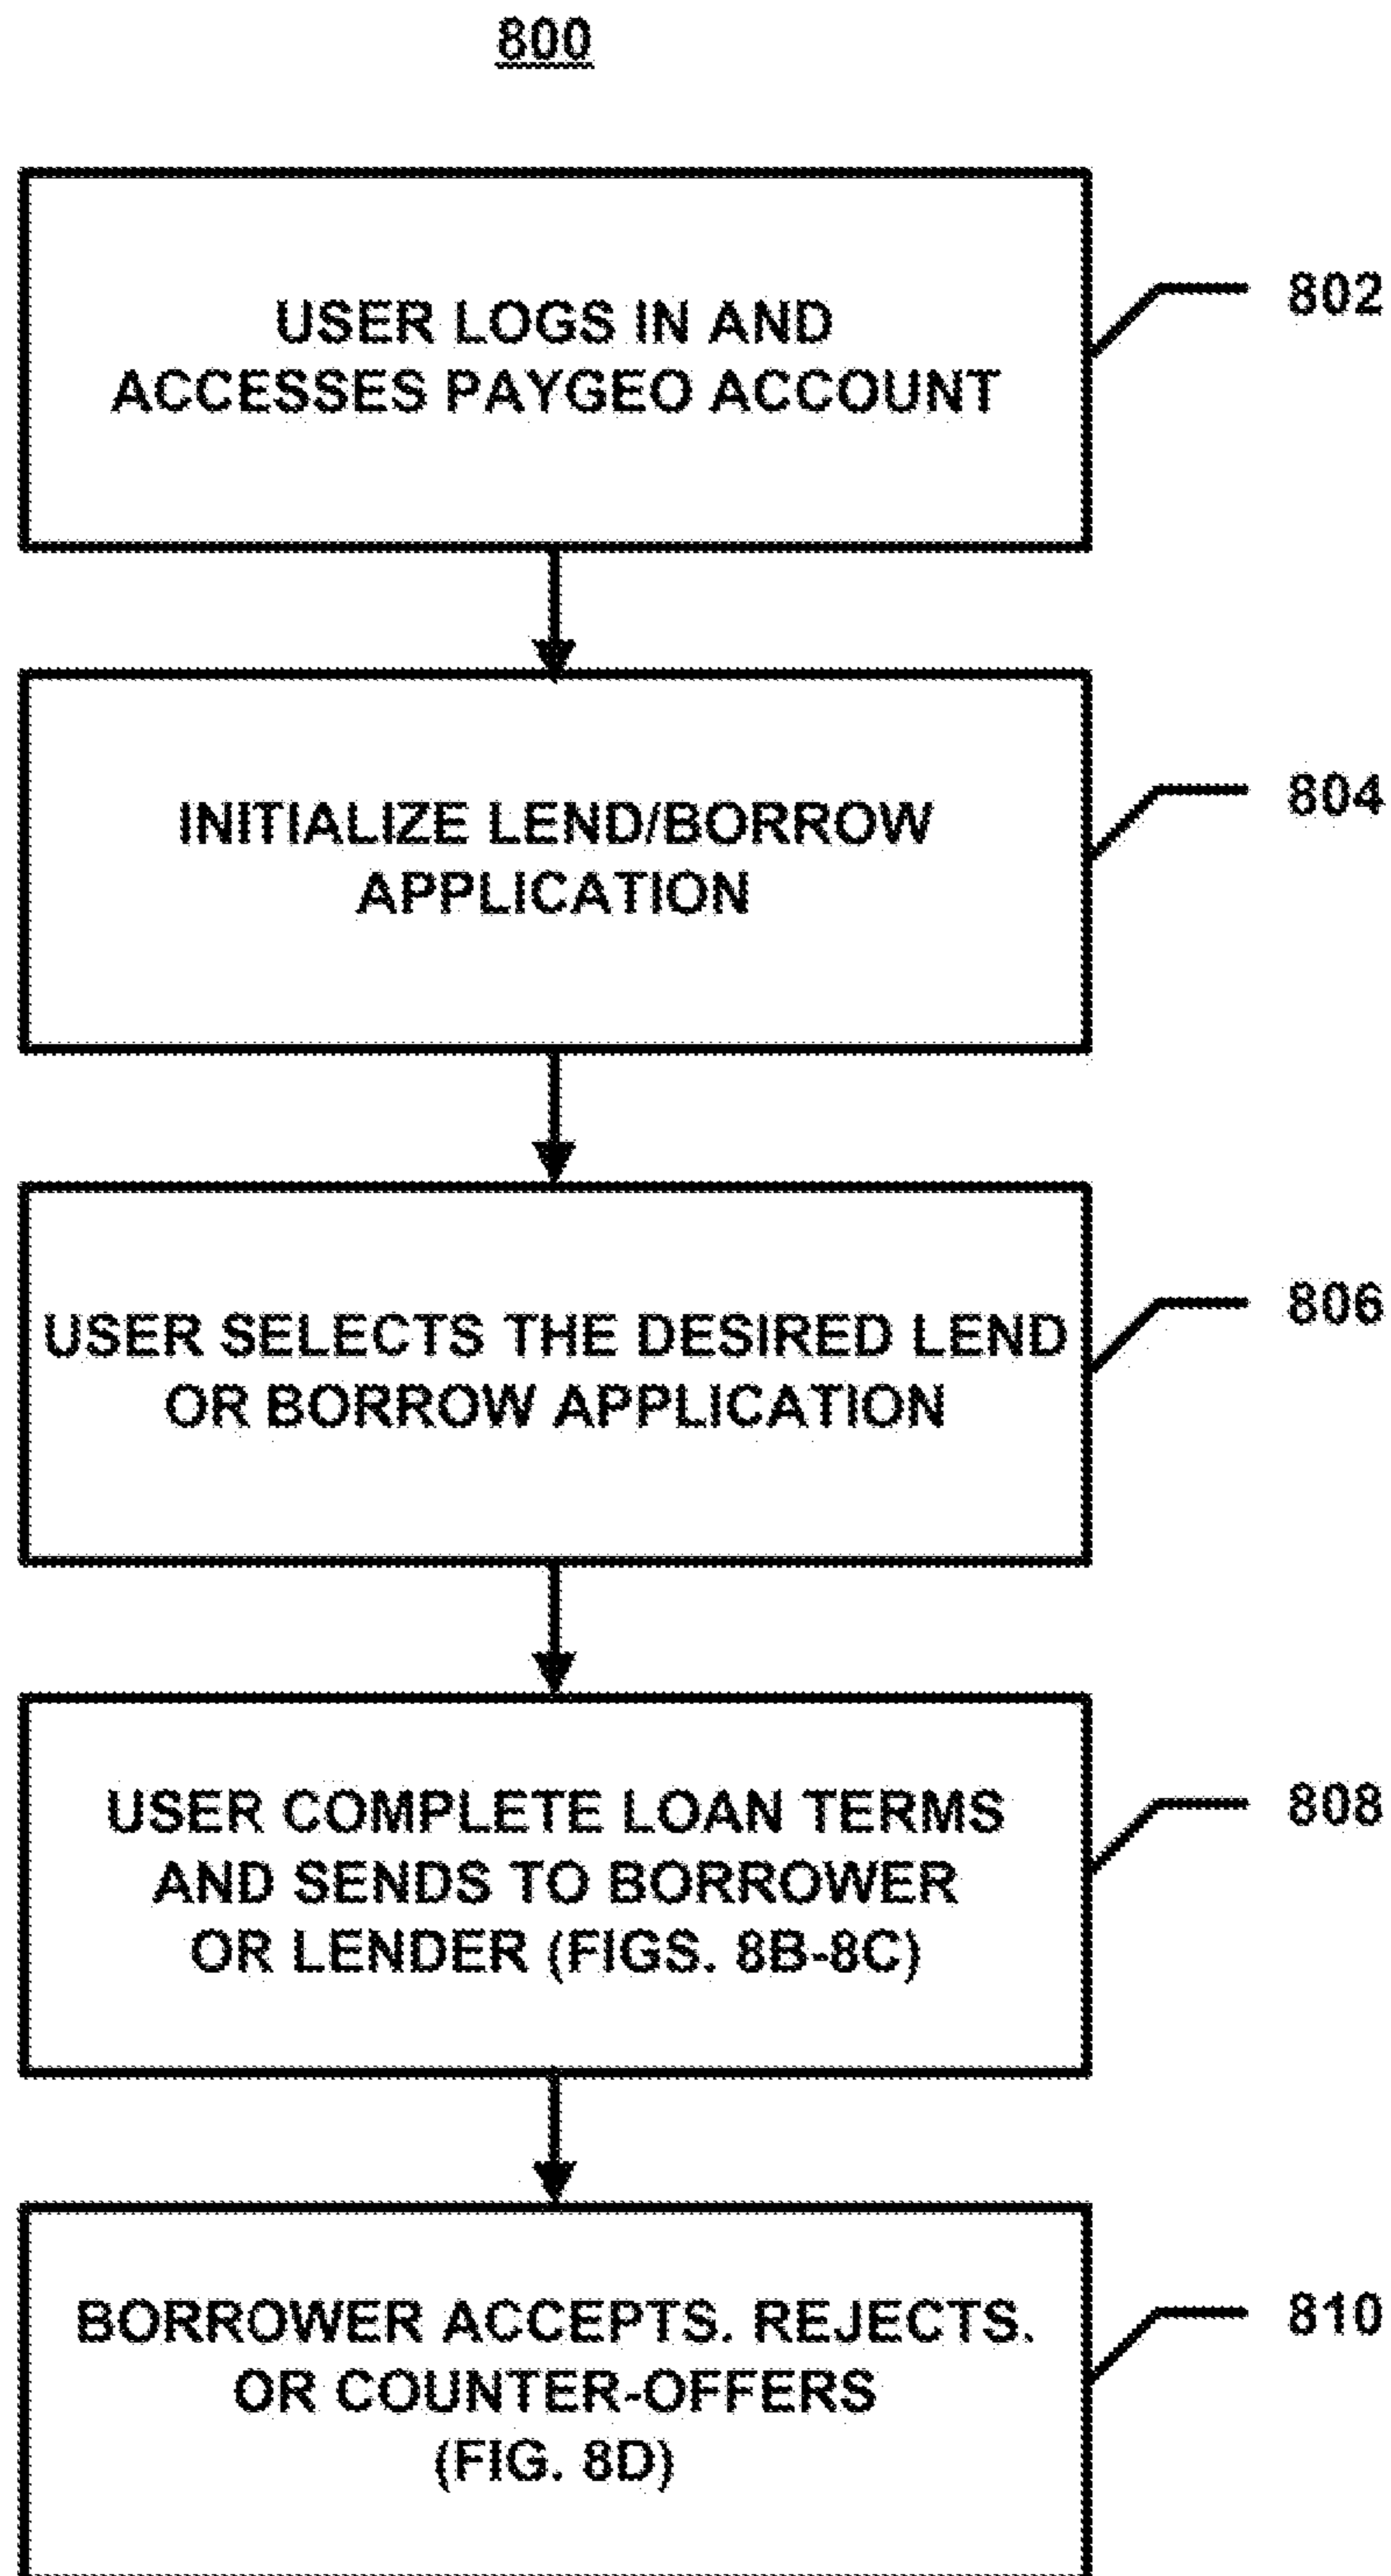 800
USER LOGS IN AND
ACCESSES PAYGEO ACCOUNT
802
INITIALIZE LEND/BORROW
APPLICATION
804
USER SELECTS THE DESIRED LEND
OR BORROW APPLICATION
806
USER COMPLETE LOAN TERMS
AND SENDS TO BORROWER
OR LENDER (FIGS. 8B-8C)
808
BORROWER ACCEPTS. REJECTS.
OR COUNTER-OFFERS
(FIG. 8D)
810